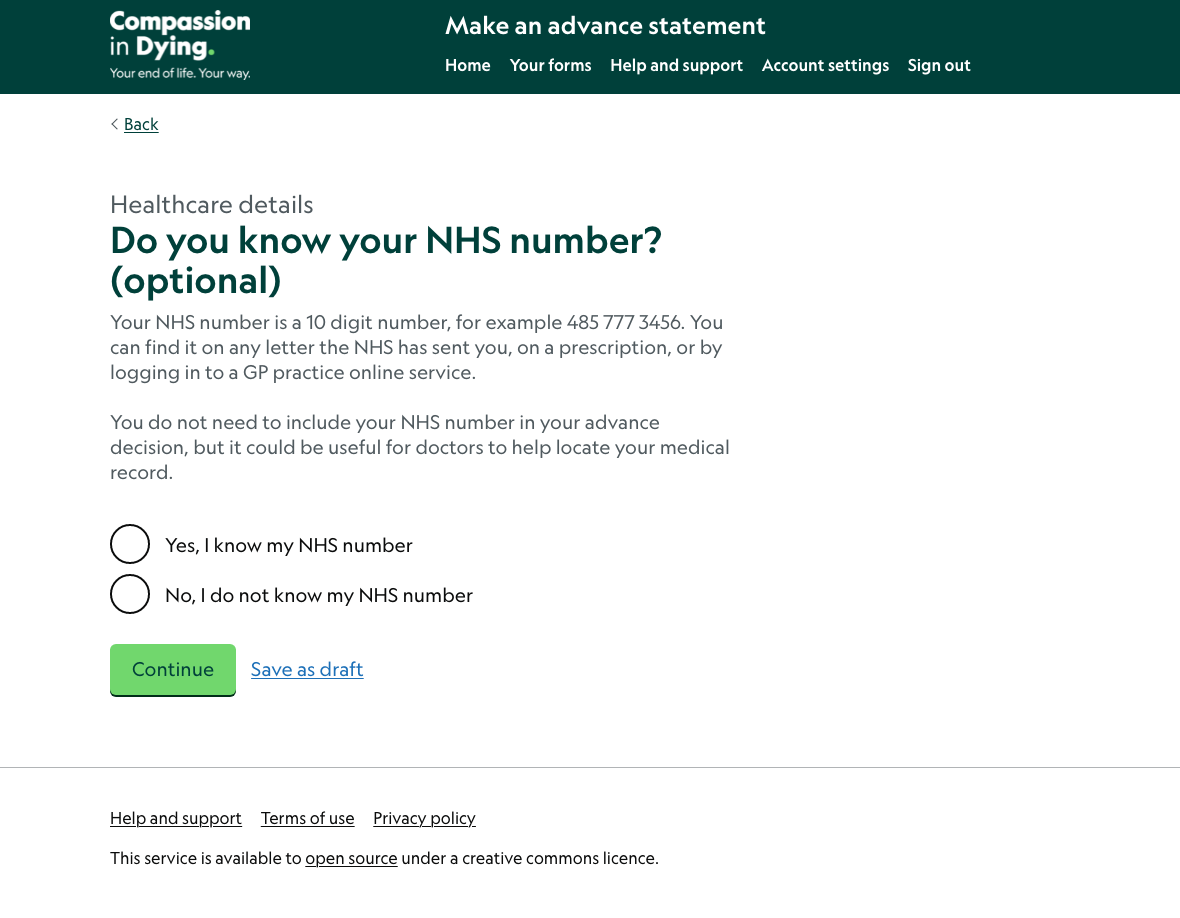 Compassion
in Dying.
Your end of life. Your way.
Make an advance statement
Home Your forms Help and support Account settings Sign out
Back
Healthcare details
Do you know your NHS number?
(optional)
Your NHS number is a 10 digit number, for example 485 777 3456. You
can find it on any letter the NHS has sent you, on a prescription, or by
logging in to a GP practice online service.
You do not need to include your NHS number in your advance
decision, but it could be useful for doctors to help locate your medical
record.
Yes, I know my NHS number
No, I do not know my NHS number
Continue Save as draft
Help and support Terms of use Privacy policy
This service is available to open source under a creative commons licence.